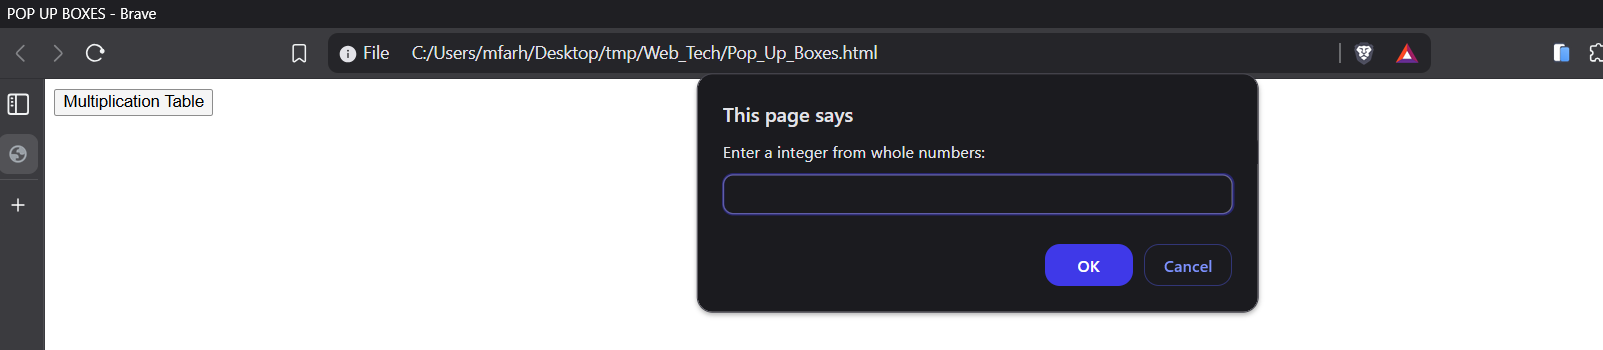 POP UP BOXES - Brave
File C:/Users/mfarh/Desktop/tmp/Web_Tech/Pop_Up_Boxes.html
Multiplication Table
This page says
Enter a integer from whole numbers:
OK Cancel